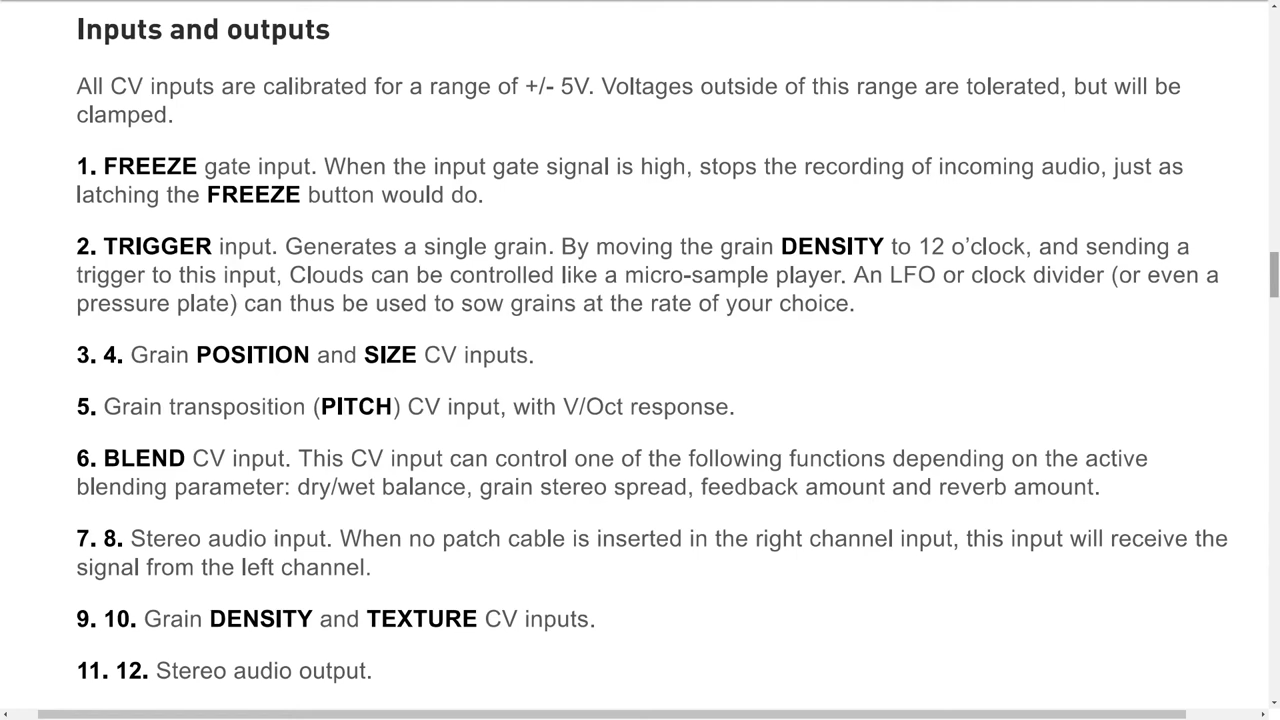 Inputs and outputs
All CV inputs are calibrated for a range of +/- 5V. Voltages outside of this range are tolerated, but will be
clamped.
1. FREEZE gate input. When the input gate signal is high, stops the recording of incoming audio, just as
latching the FREEZE button would do.
2. TRIGGER input. Generates a single grain. By moving the grain DENSITY to 12 o’clock, and sending a
trigger to this input, Clouds can be controlled like a micro-sample player. An LFO or clock divider (or even a
pressure plate) can thus be used to sow grains at the rate of your choice.
3. 4. Grain POSITION and SIZE CV inputs.
5. Grain transposition (PITCH) CV input, with V/Oct response.
6. BLEND CV input. This CV input can control one of the following functions depending on the active
blending parameter: dry/wet balance, grain stereo spread, feedback amount and reverb amount.
7. 8. Stereo audio input. When no patch cable is inserted in the right channel input, this input will receive the
signal from the left channel.
9. 10. Grain DENSITY and TEXTURE CV inputs.
11. 12. Stereo audio output.